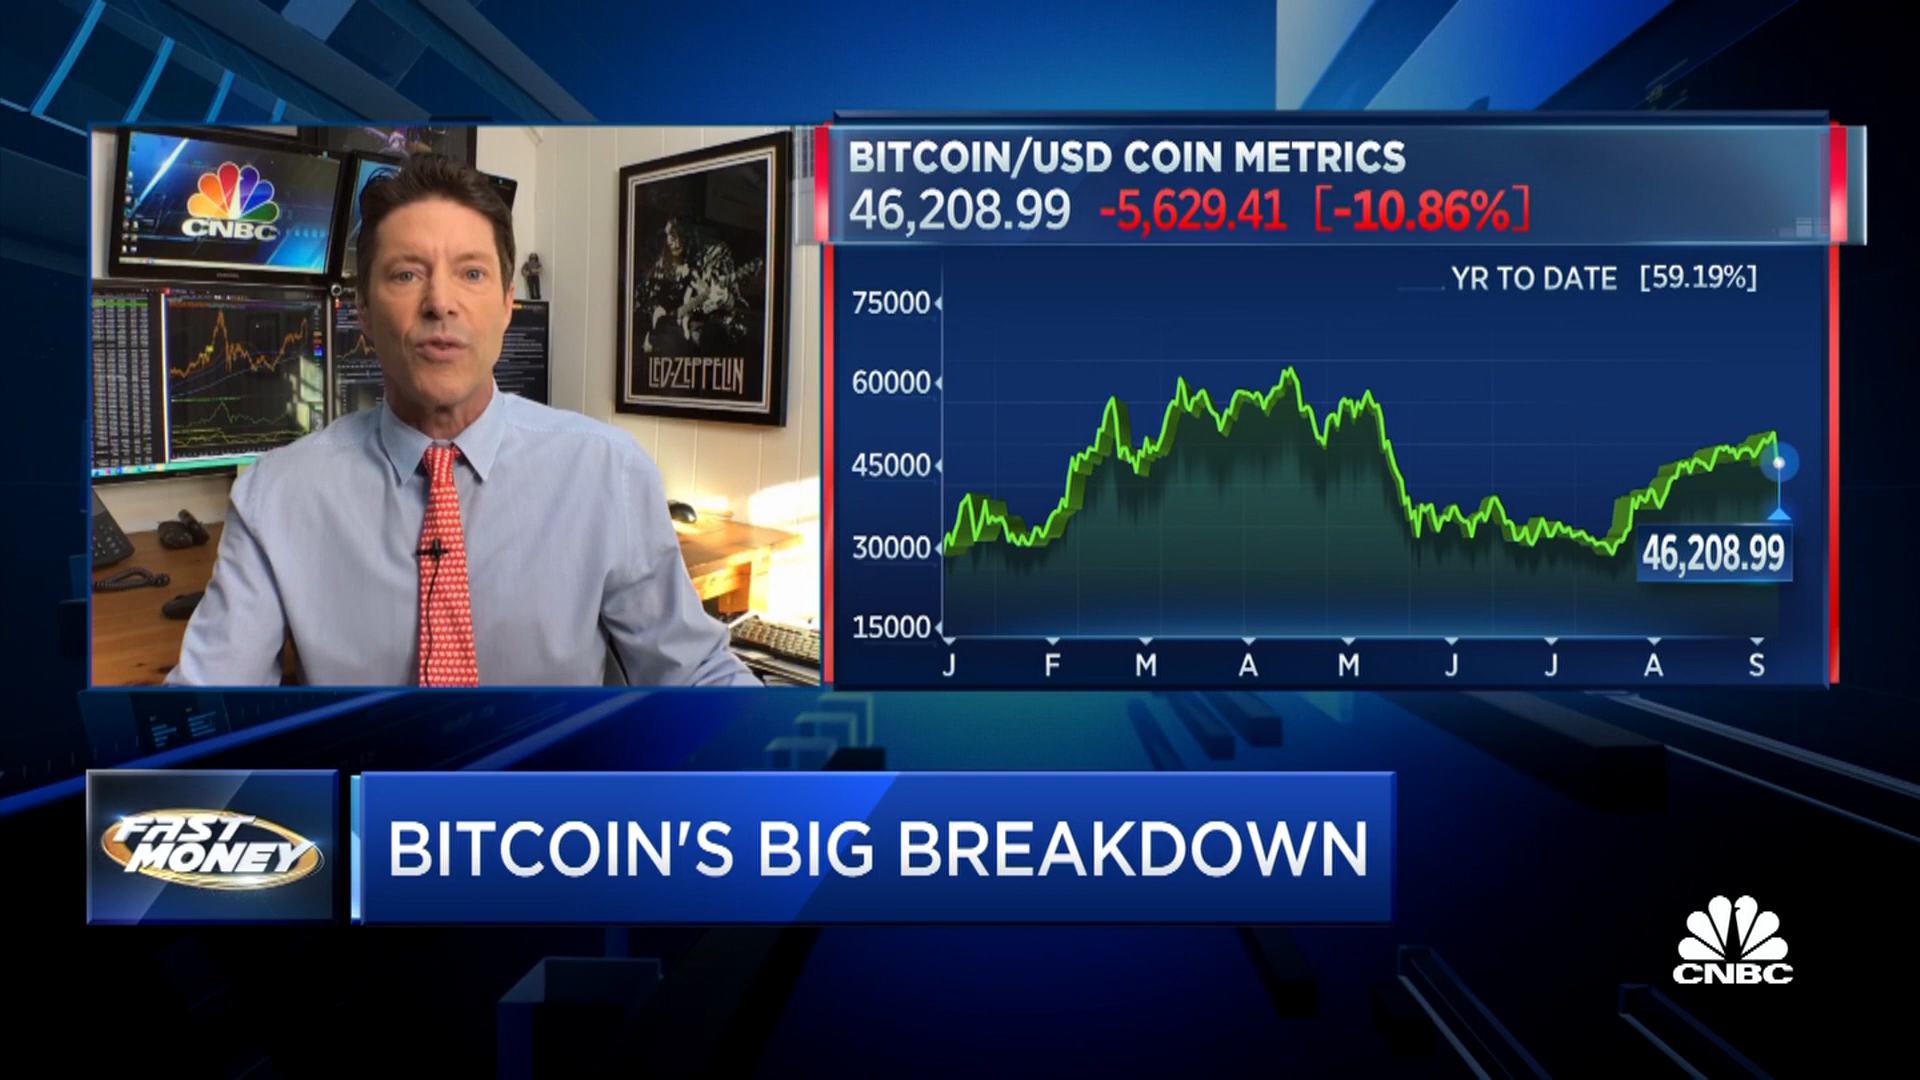 CNBC
SAMSUNG
LED-ZEPPELIN
BITCOIN/USD COIN METRICS
46,208.99 -5,629.41 [-10.86%]
YR TO DATE [59.19%]
75000
60000
45000
30000
15000
46,208.99
J F M A M J J A S
FAST
MONEY
BITCOIN'S BIG BREAKDOWN
CNBC